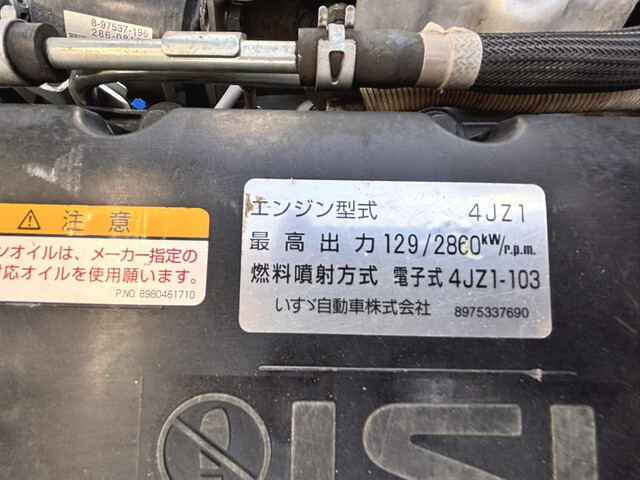 8-97537-196
エンジン型式 4JZ1
最高出力 129/2860kW/r.p.m.
燃料噴射方式 電子式 4JZ1-103
いすゞ自動車株式会社 8975337690
⚠ 注意
ンオイルは、メーカー指定の
対応オイルを使用願います。
P.NO. 8980461710
ISU